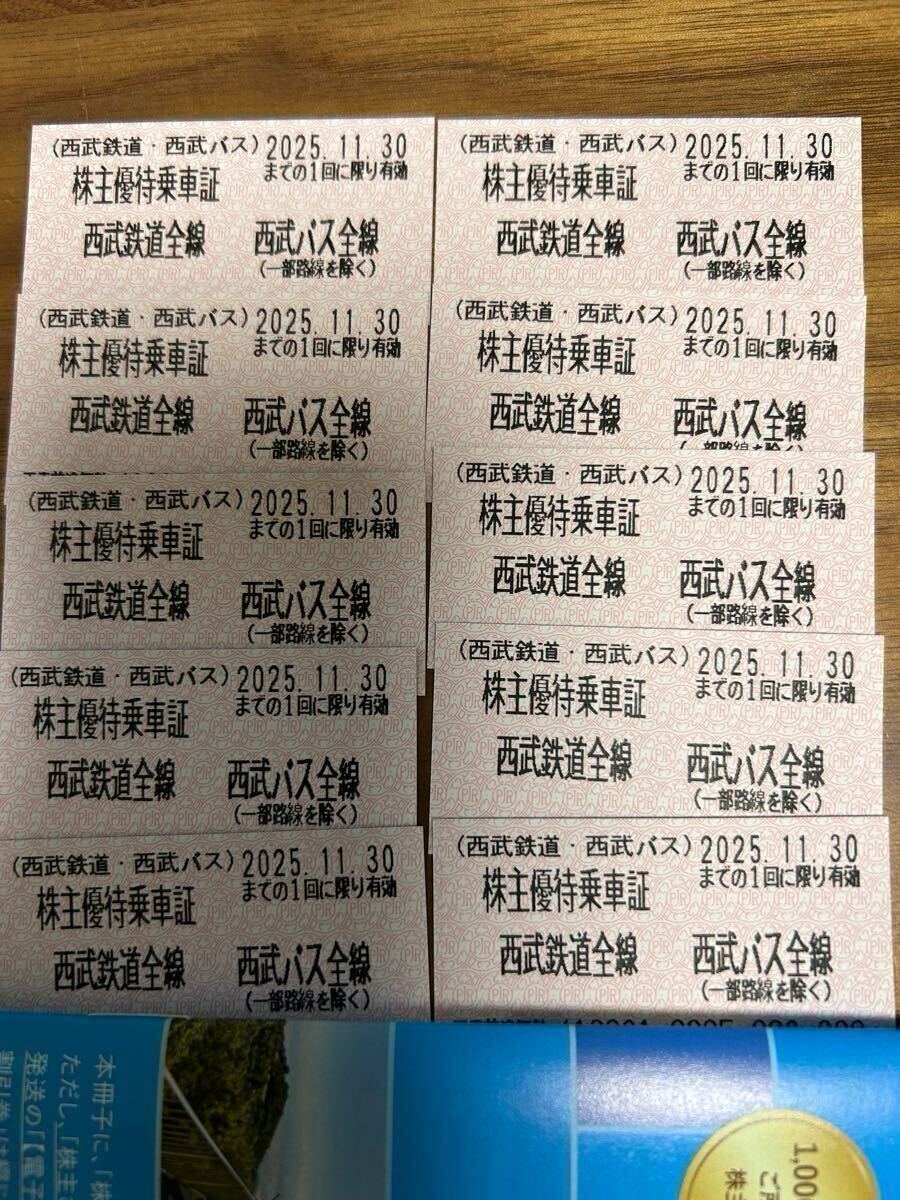 (西武鉄道・西武バス) 2025.11.30
株主優待乗車証 までの1回に限り有効
西武鉄道全線 西武バス全線
(一部路線を除く)
(西武鉄道・西武バス) 2025.11.30
株主優待乗車証 までの1回に限り有効
西武鉄道全線 西武バス全線
(一部路線を除く)
(西武鉄道・西武バス) 2025.11.30
株主優待乗車証 までの1回に限り有効
西武鉄道全線 西武バス全線
(一部路線を除く)
(西武鉄道・西武バス) 2025.11.30
株主優待乗車証 までの1回に限り有効
西武鉄道全線 西武バス全線
(一部路線を除く)
(西武鉄道・西武バス) 2025.11.30
株主優待乗車証 までの1回に限り有効
西武鉄道全線 西武バス全線
(一部路線を除く)
(西武鉄道・西武バス) 2025.11.30
株主優待乗車証 までの1回に限り有効
西武鉄道全線 西武バス全線
(一部路線を除く)
(西武鉄道・西武バス) 2025.11.30
株主優待乗車証 までの1回に限り有効
西武鉄道全線 西武バス全線
(一部路線を除く)
(西武鉄道・西武バス) 2025.11.30
株主優待乗車証 までの1回に限り有効
西武鉄道全線 西武バス全線
(一部路線を除く)
(西武鉄道・西武バス) 2025.11.30
株主優待乗車証 までの1回に限り有効
西武鉄道全線 西武バス全線
(一部路線を除く)
(西武鉄道・西武バス) 2025.11.30
株主優待乗車証 までの1回に限り有効
西武鉄道全線 西武バス全線
(一部路線を除く)
本冊子に、「株
ただし、「株主
発送の「電子
割引券」は
1,00
ご
株